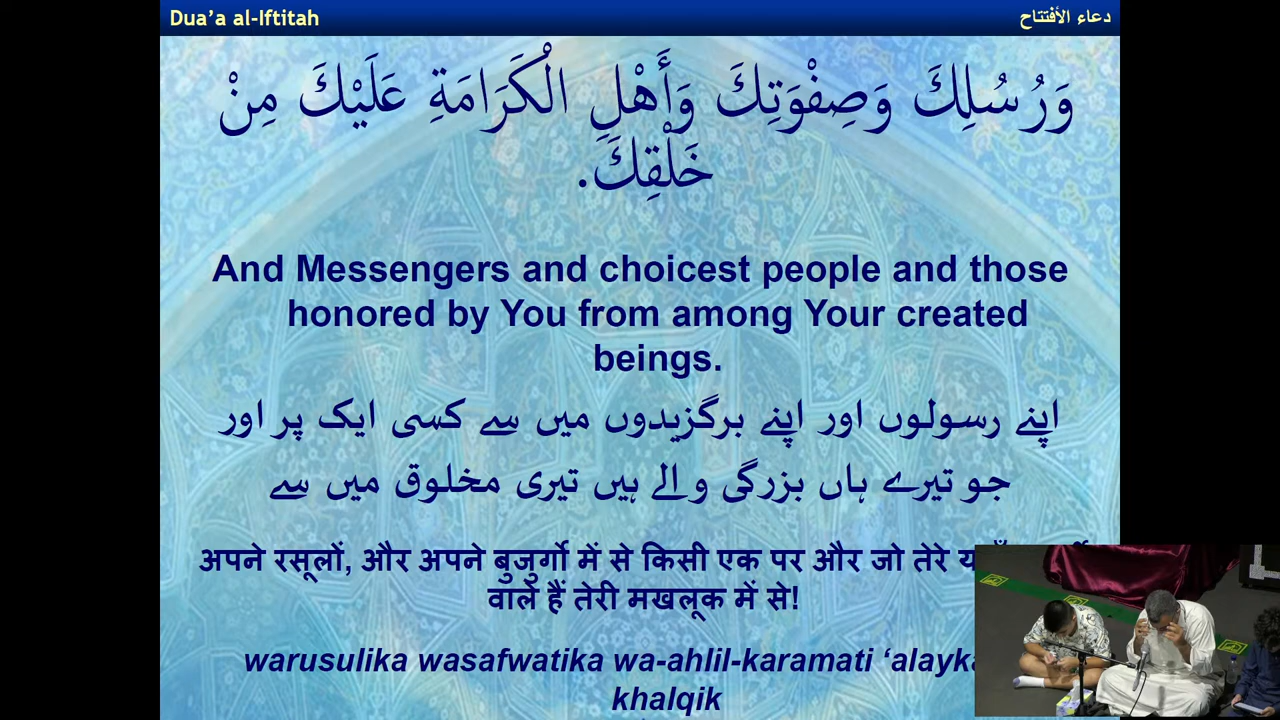 Dua’a al-Iftitah
دعاء الأفتتاح
وَرُسُلِكَ وَصِفْوَتِكَ وَأَهْلِ الْكَرَامَةِ عَلَيْكَ مِنْ
خَلْقِكَ.
And Messengers and choicest people and those
honored by You from among Your created
beings.
اپنے رسولوں اور اپنے برگزیدوں میں سے کسی ایک پر اور
جو تیرے ہاں بزرگی والے ہیں تیری مخلوق میں سے
अपने रसूलों, और अपने बुजुर्गो में से किसी एक पर और जो तेरे
वाले हैं तेरी मखलूक में से!
warusulika wasafwatika wa-ahlil-karamati ‘alayka
khalqik